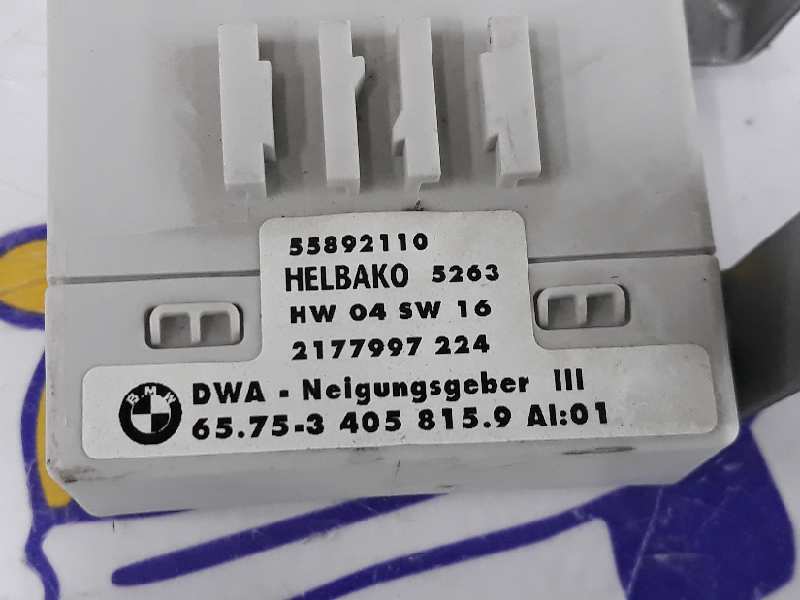 55892110
HELBAKO 5263
HW 04 SW 16
2177997 224
BMW DWA - Neigungsgeber III
65.75-3 405 815.9 AI:01